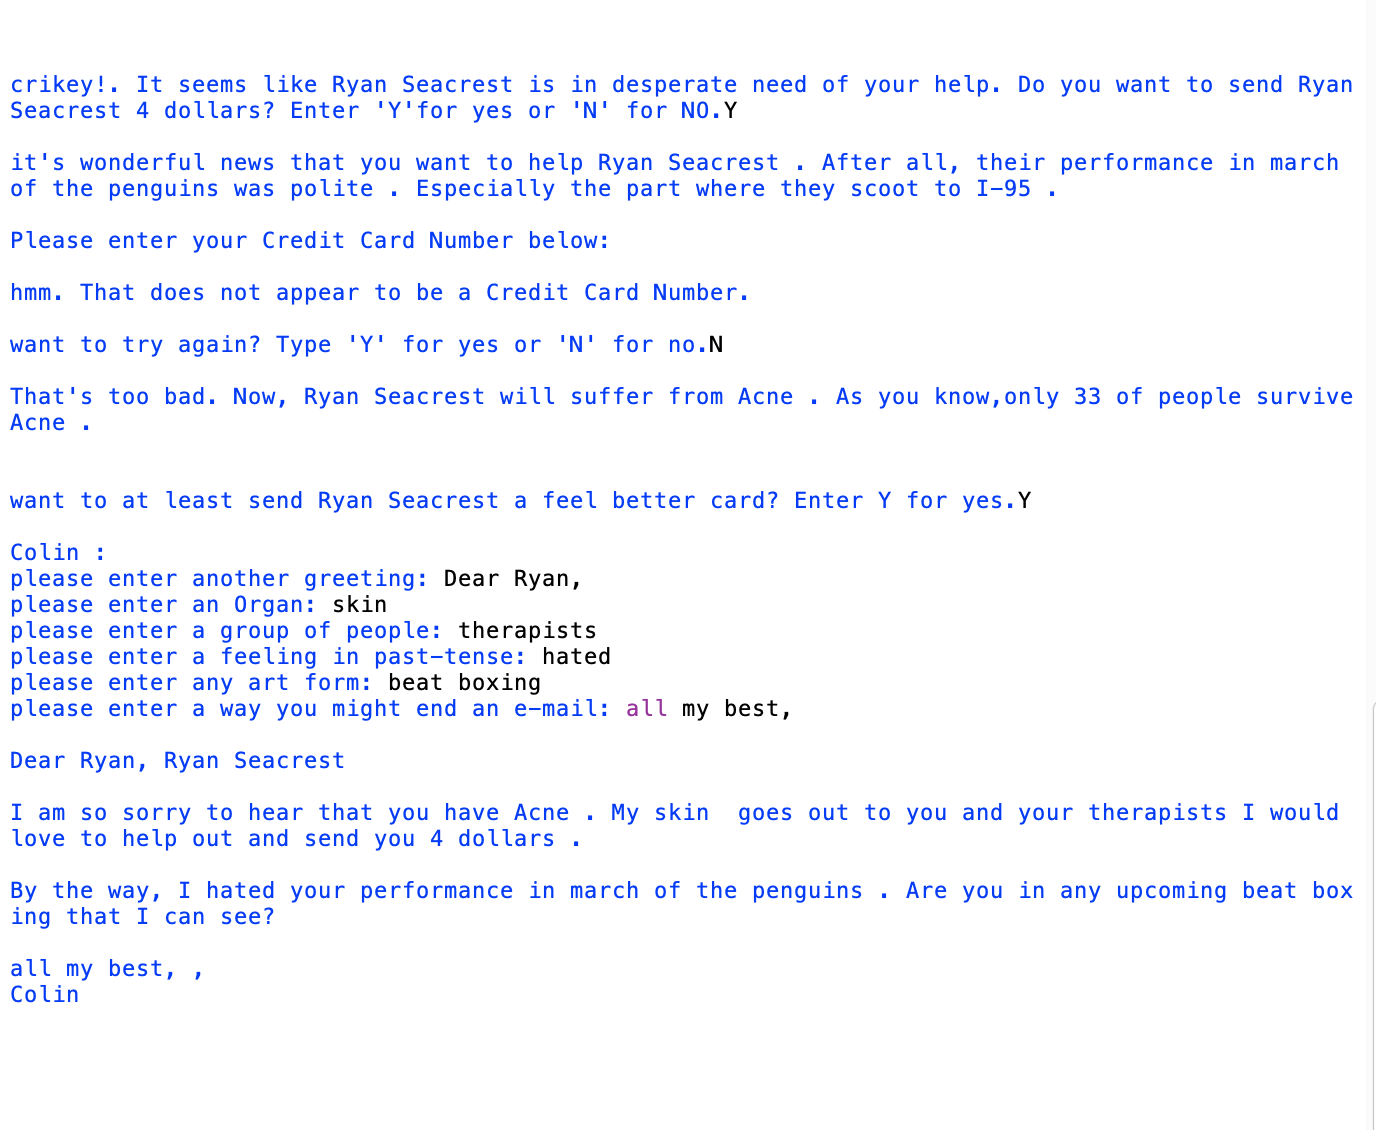 crikey!. It seems like Ryan Seacrest is in desperate need of your help. Do you want to send Ryan
Seacrest 4 dollars? Enter 'Y'for yes or 'N' for NO.Y
it's wonderful news that you want to help Ryan Seacrest . After all, their performance in march
of the penguins was polite . Especially the part where they scoot to I-95 .
Please enter your Credit Card Number below:
hmm. That does not appear to be a Credit Card Number.
want to try again? Type 'Y' for yes or 'N' for no.N
That's too bad. Now, Ryan Seacrest will suffer from Acne . As you know,only 33 of people survive
Acne .
want to at least send Ryan Seacrest a feel better card? Enter Y for yes.Y
Colin :
please enter another greeting: Dear Ryan,
please enter an Organ: skin
please enter a group of people: therapists
please enter a feeling in past-tense: hated
please enter any art form: beat boxing
please enter a way you might end an e-mail: all my best,
Dear Ryan, Ryan Seacrest
I am so sorry to hear that you have Acne . My skin  goes out to you and your therapists I would
love to help out and send you 4 dollars .
By the way, I hated your performance in march of the penguins . Are you in any upcoming beat box
ing that I can see?
all my best, ,
Colin